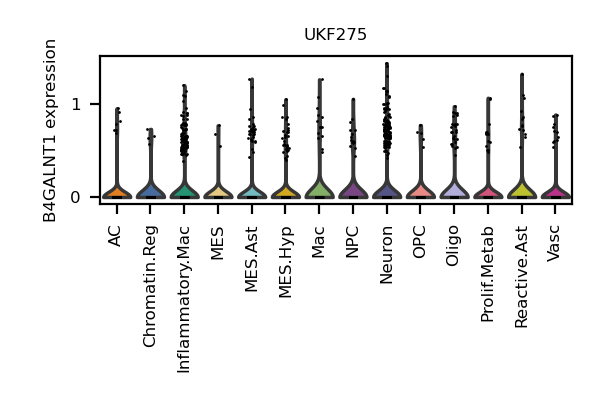 UKF275
B4GALNT1 expression
1
0
AC
Chromatin.Reg
Inflammatory.Mac
MES
MES.Ast
MES.Hyp
Mac
NPC
Neuron
OPC
Oligo
Prolif.Metab
Reactive.Ast
Vasc